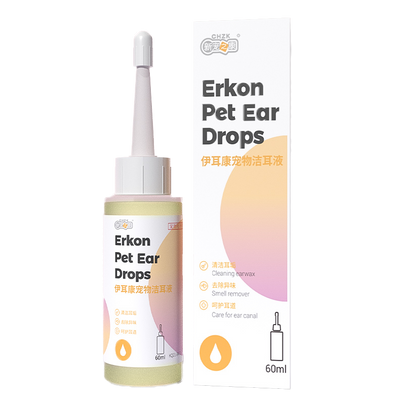 CHZK
Erkon
Pet Ear
Drops
伊耳康宠物洁耳液
清洁耳垢
Cleaning earwax
去除异味
Smell remover
呵护耳道
Care for ear canal
60ml
Erkon
Pet Ear
Drops
伊耳康宠物洁耳液
60ml